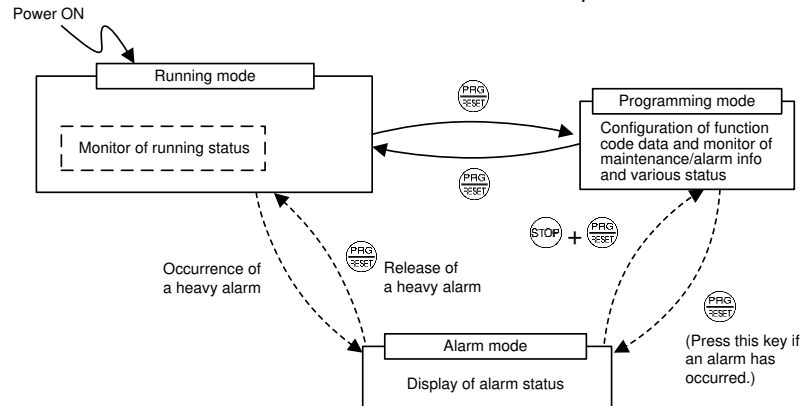 Power ON
Running mode
Monitor of running status
PRG
RESET
PRG
RESET
Programming mode
Configuration of function
code data and monitor of
maintenance/alarm info
and various status
Occurrence of
a heavy alarm
PRG
RESET
Release of
a heavy alarm
STOP + PRG
RESET
PRG
RESET
(Press this key if
an alarm has
occurred.)
Alarm mode
Display of alarm status